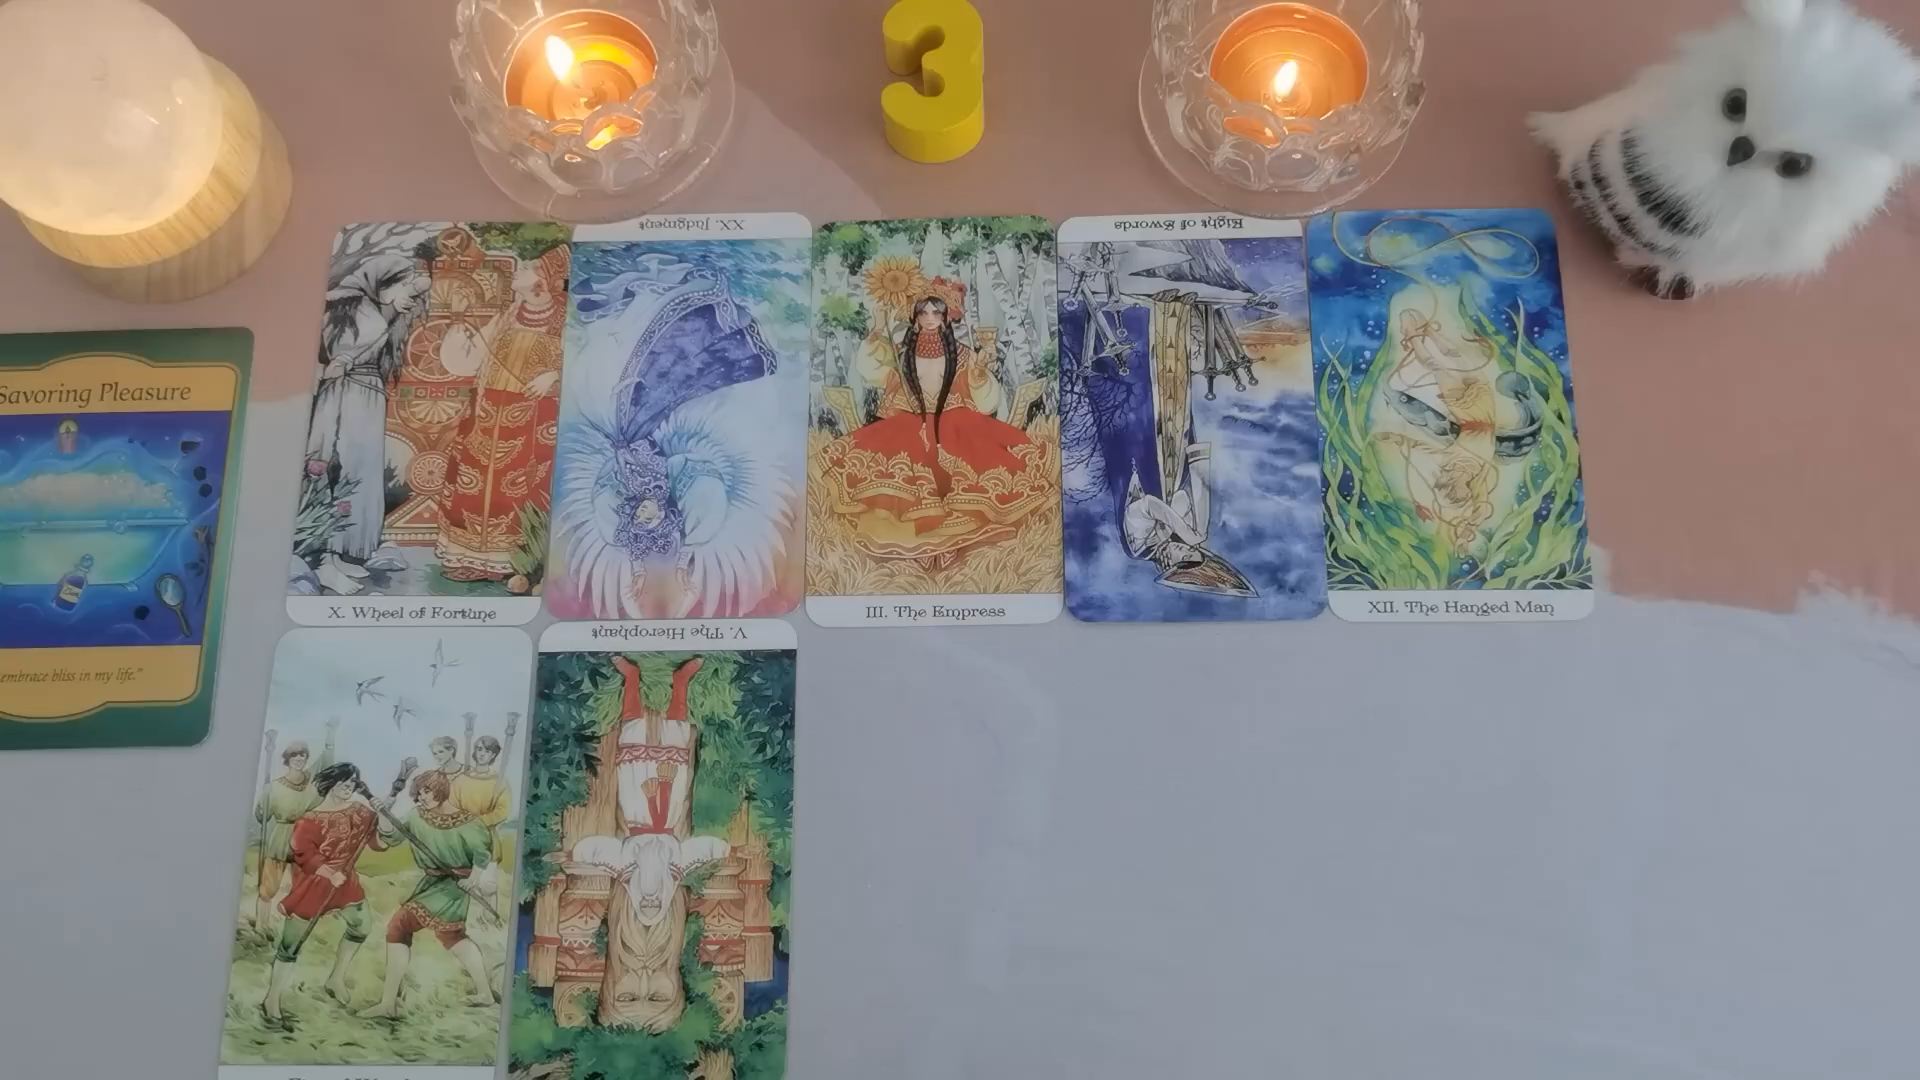 3
Savoring Pleasure
embrace bliss in my life."
X. Wheel of Fortune
XX. Judgment
III. The Empress
Eight of Swords
XII. The Hanged Man
V. The Hierophant